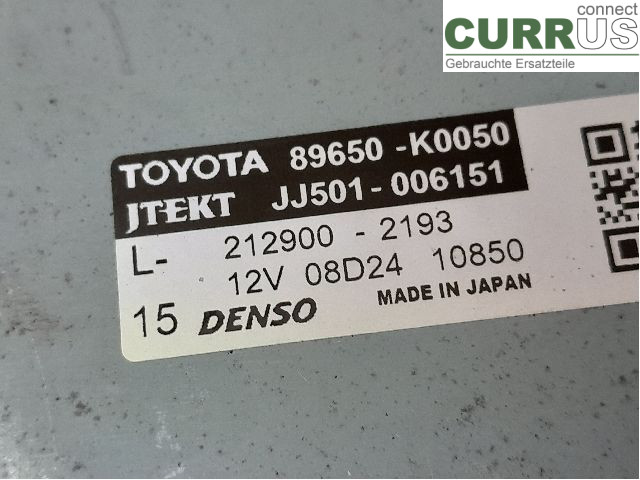 connect
CURRUS
Gebrauchte Ersatzteile
TOYOTA 89650-K0050
JTEKT JJ501-006151
L- 212900-2193
12V 08D24 10850
15 DENSO MADE IN JAPAN